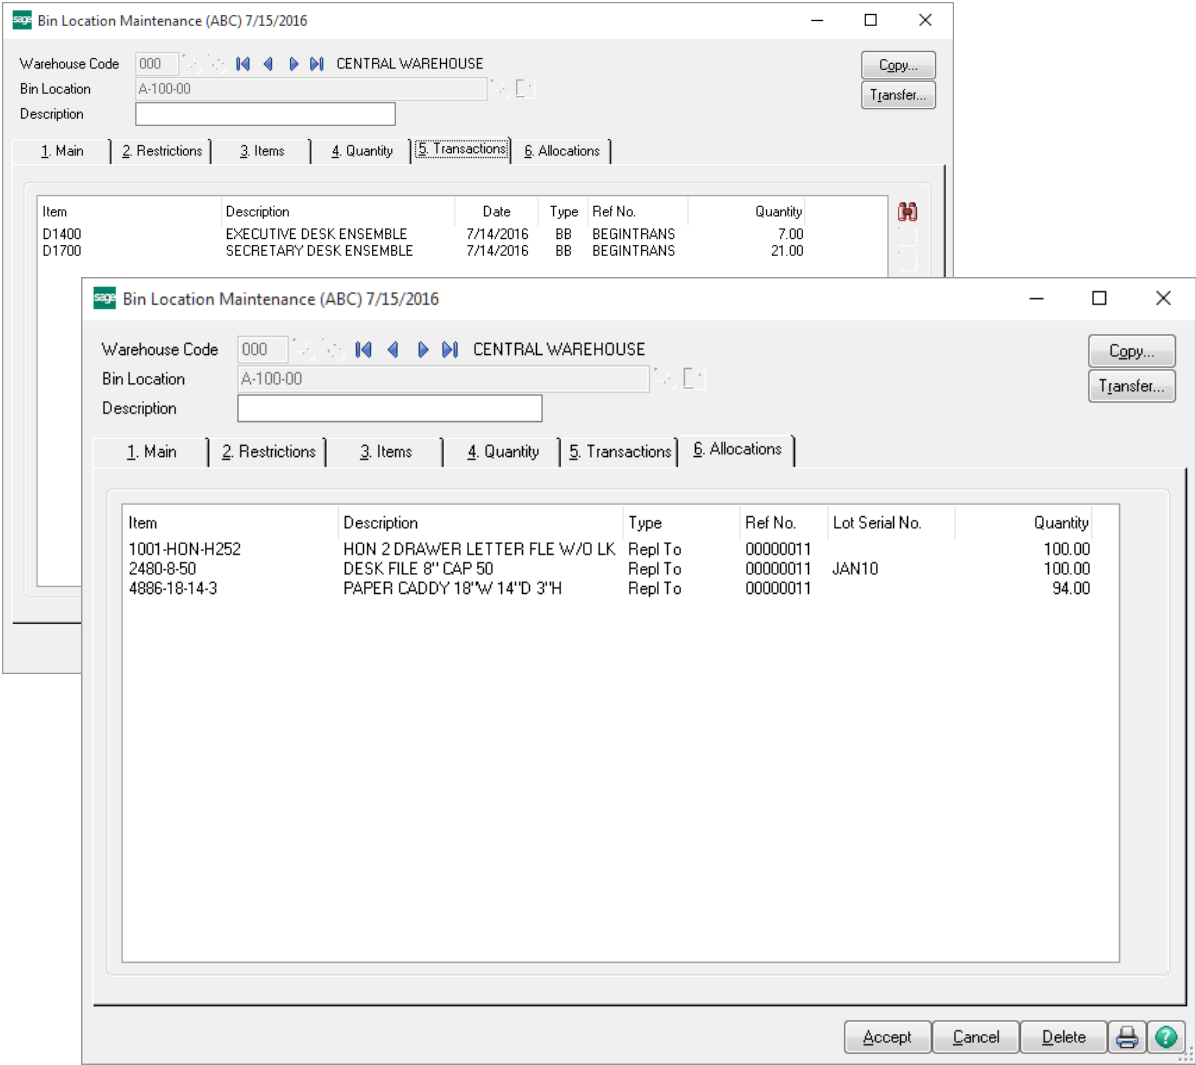 sage Bin Location Maintenance (ABC) 7/15/2016
Warehouse Code 000 CENTRAL WAREHOUSE Copy...
Bin Location A-100-00 Transfer...
Description
1. Main 2. Restrictions 3. Items 4. Quantity 5. Transactions 6. Allocations
Item Description Date Type Ref No. Quantity
D1400 EXECUTIVE DESK ENSEMBLE 7/14/2016 BB BEGINTRANS 7.00
D1700 SECRETARY DESK ENSEMBLE 7/14/2016 BB BEGINTRANS 21.00
sage Bin Location Maintenance (ABC) 7/15/2016
Warehouse Code 000 CENTRAL WAREHOUSE Copy...
Bin Location A-100-00 Transfer...
Description
1. Main 2. Restrictions 3. Items 4. Quantity 5. Transactions 6. Allocations
Item Description Type Ref No. Lot Serial No. Quantity
1001-HON-H252 HON 2 DRAWER LETTER FLE W/O LK Repl To 00000011 100.00
2480-8-50 DESK FILE 8" CAP 50 Repl To 00000011 JAN10 100.00
4886-18-14-3 PAPER CADDY 18"W 14"D 3"H Repl To 00000011 94.00
Accept Cancel Delete ?